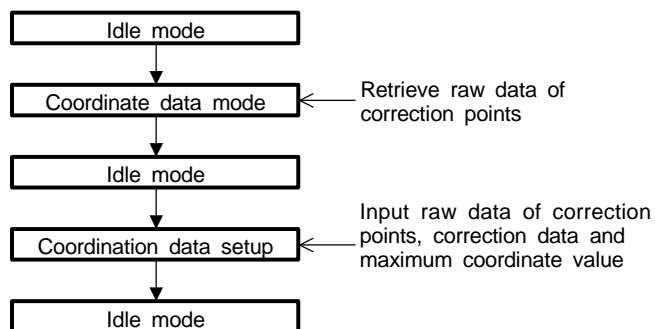 Idle mode
Coordinate data mode
Retrieve raw data of
correction points
Idle mode
Coordination data setup
Input raw data of correction
points, correction data and
maximum coordinate value
Idle mode